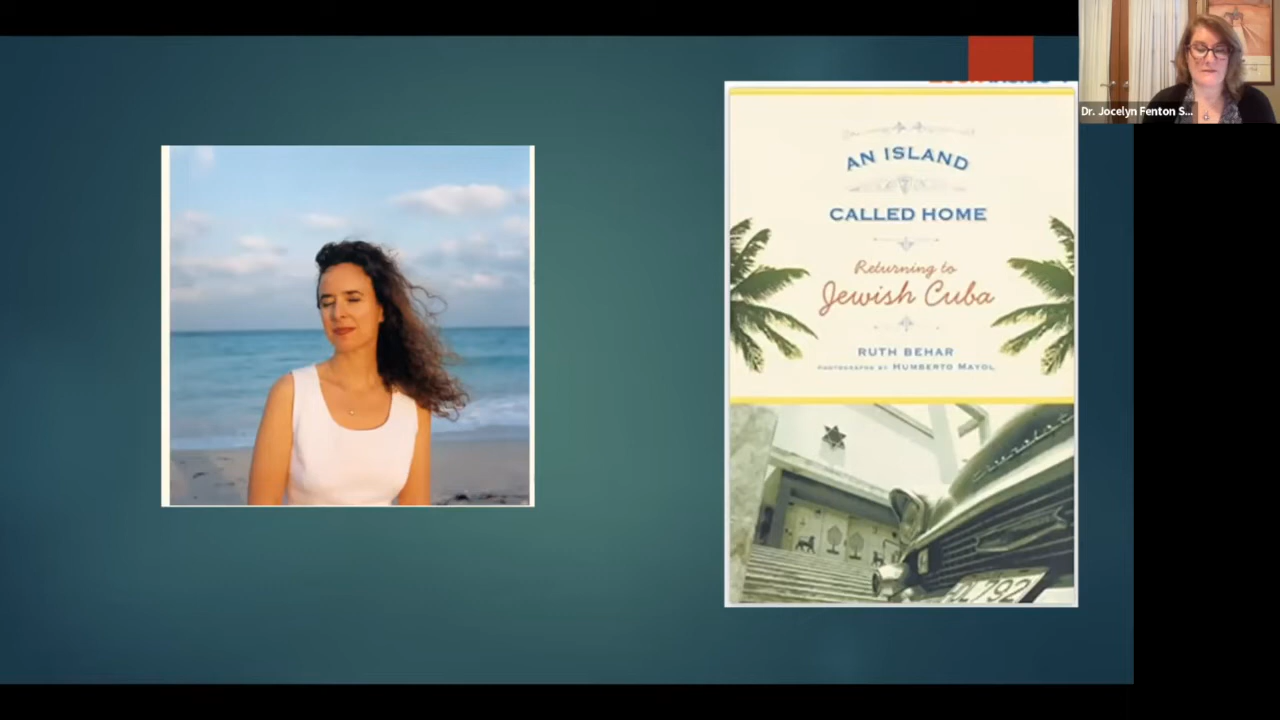 Dr. Jocelyn Fenton S...
AN ISLAND
CALLED HOME
Returning to
Jewish Cuba
RUTH BEHAR
PHOTOGRAPHS BY HUMBERTO MAYOL